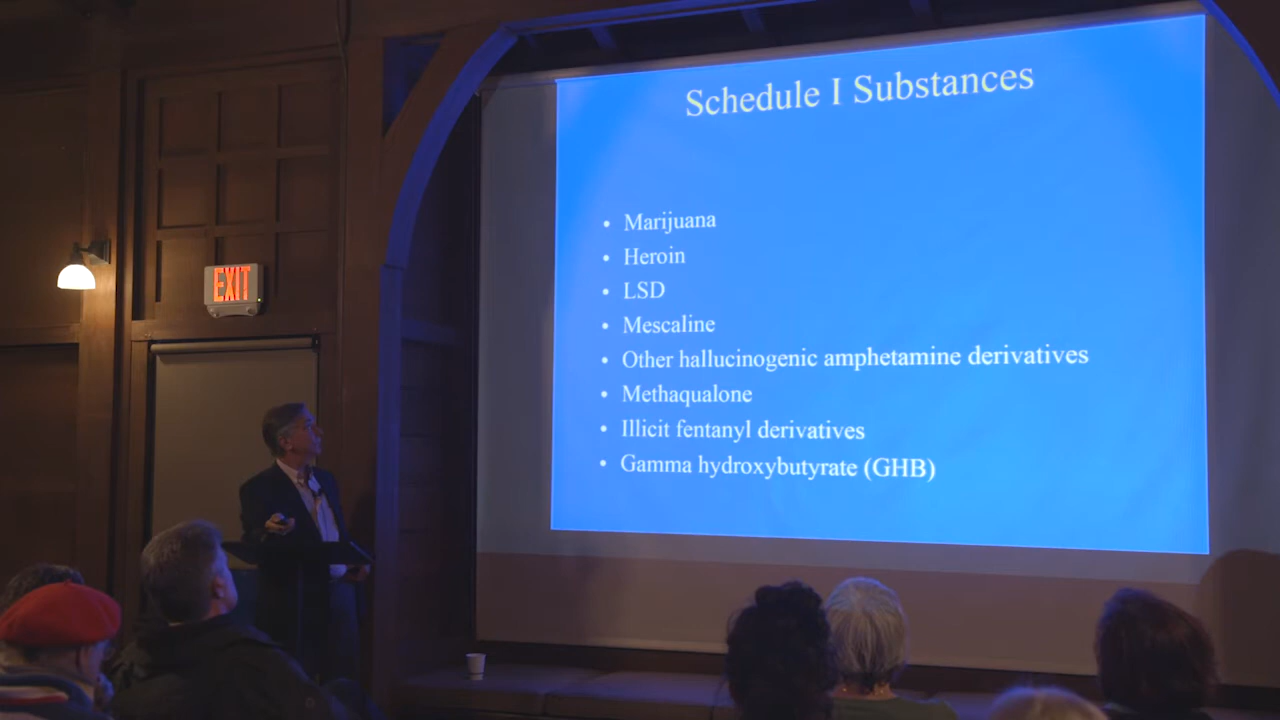 Schedule I Substances
• Marijuana
• Heroin
• LSD
• Mescaline
• Other hallucinogenic amphetamine derivatives
• Methaqualone
• Illicit fentanyl derivatives
• Gamma hydroxybutyrate (GHB)
EXIT